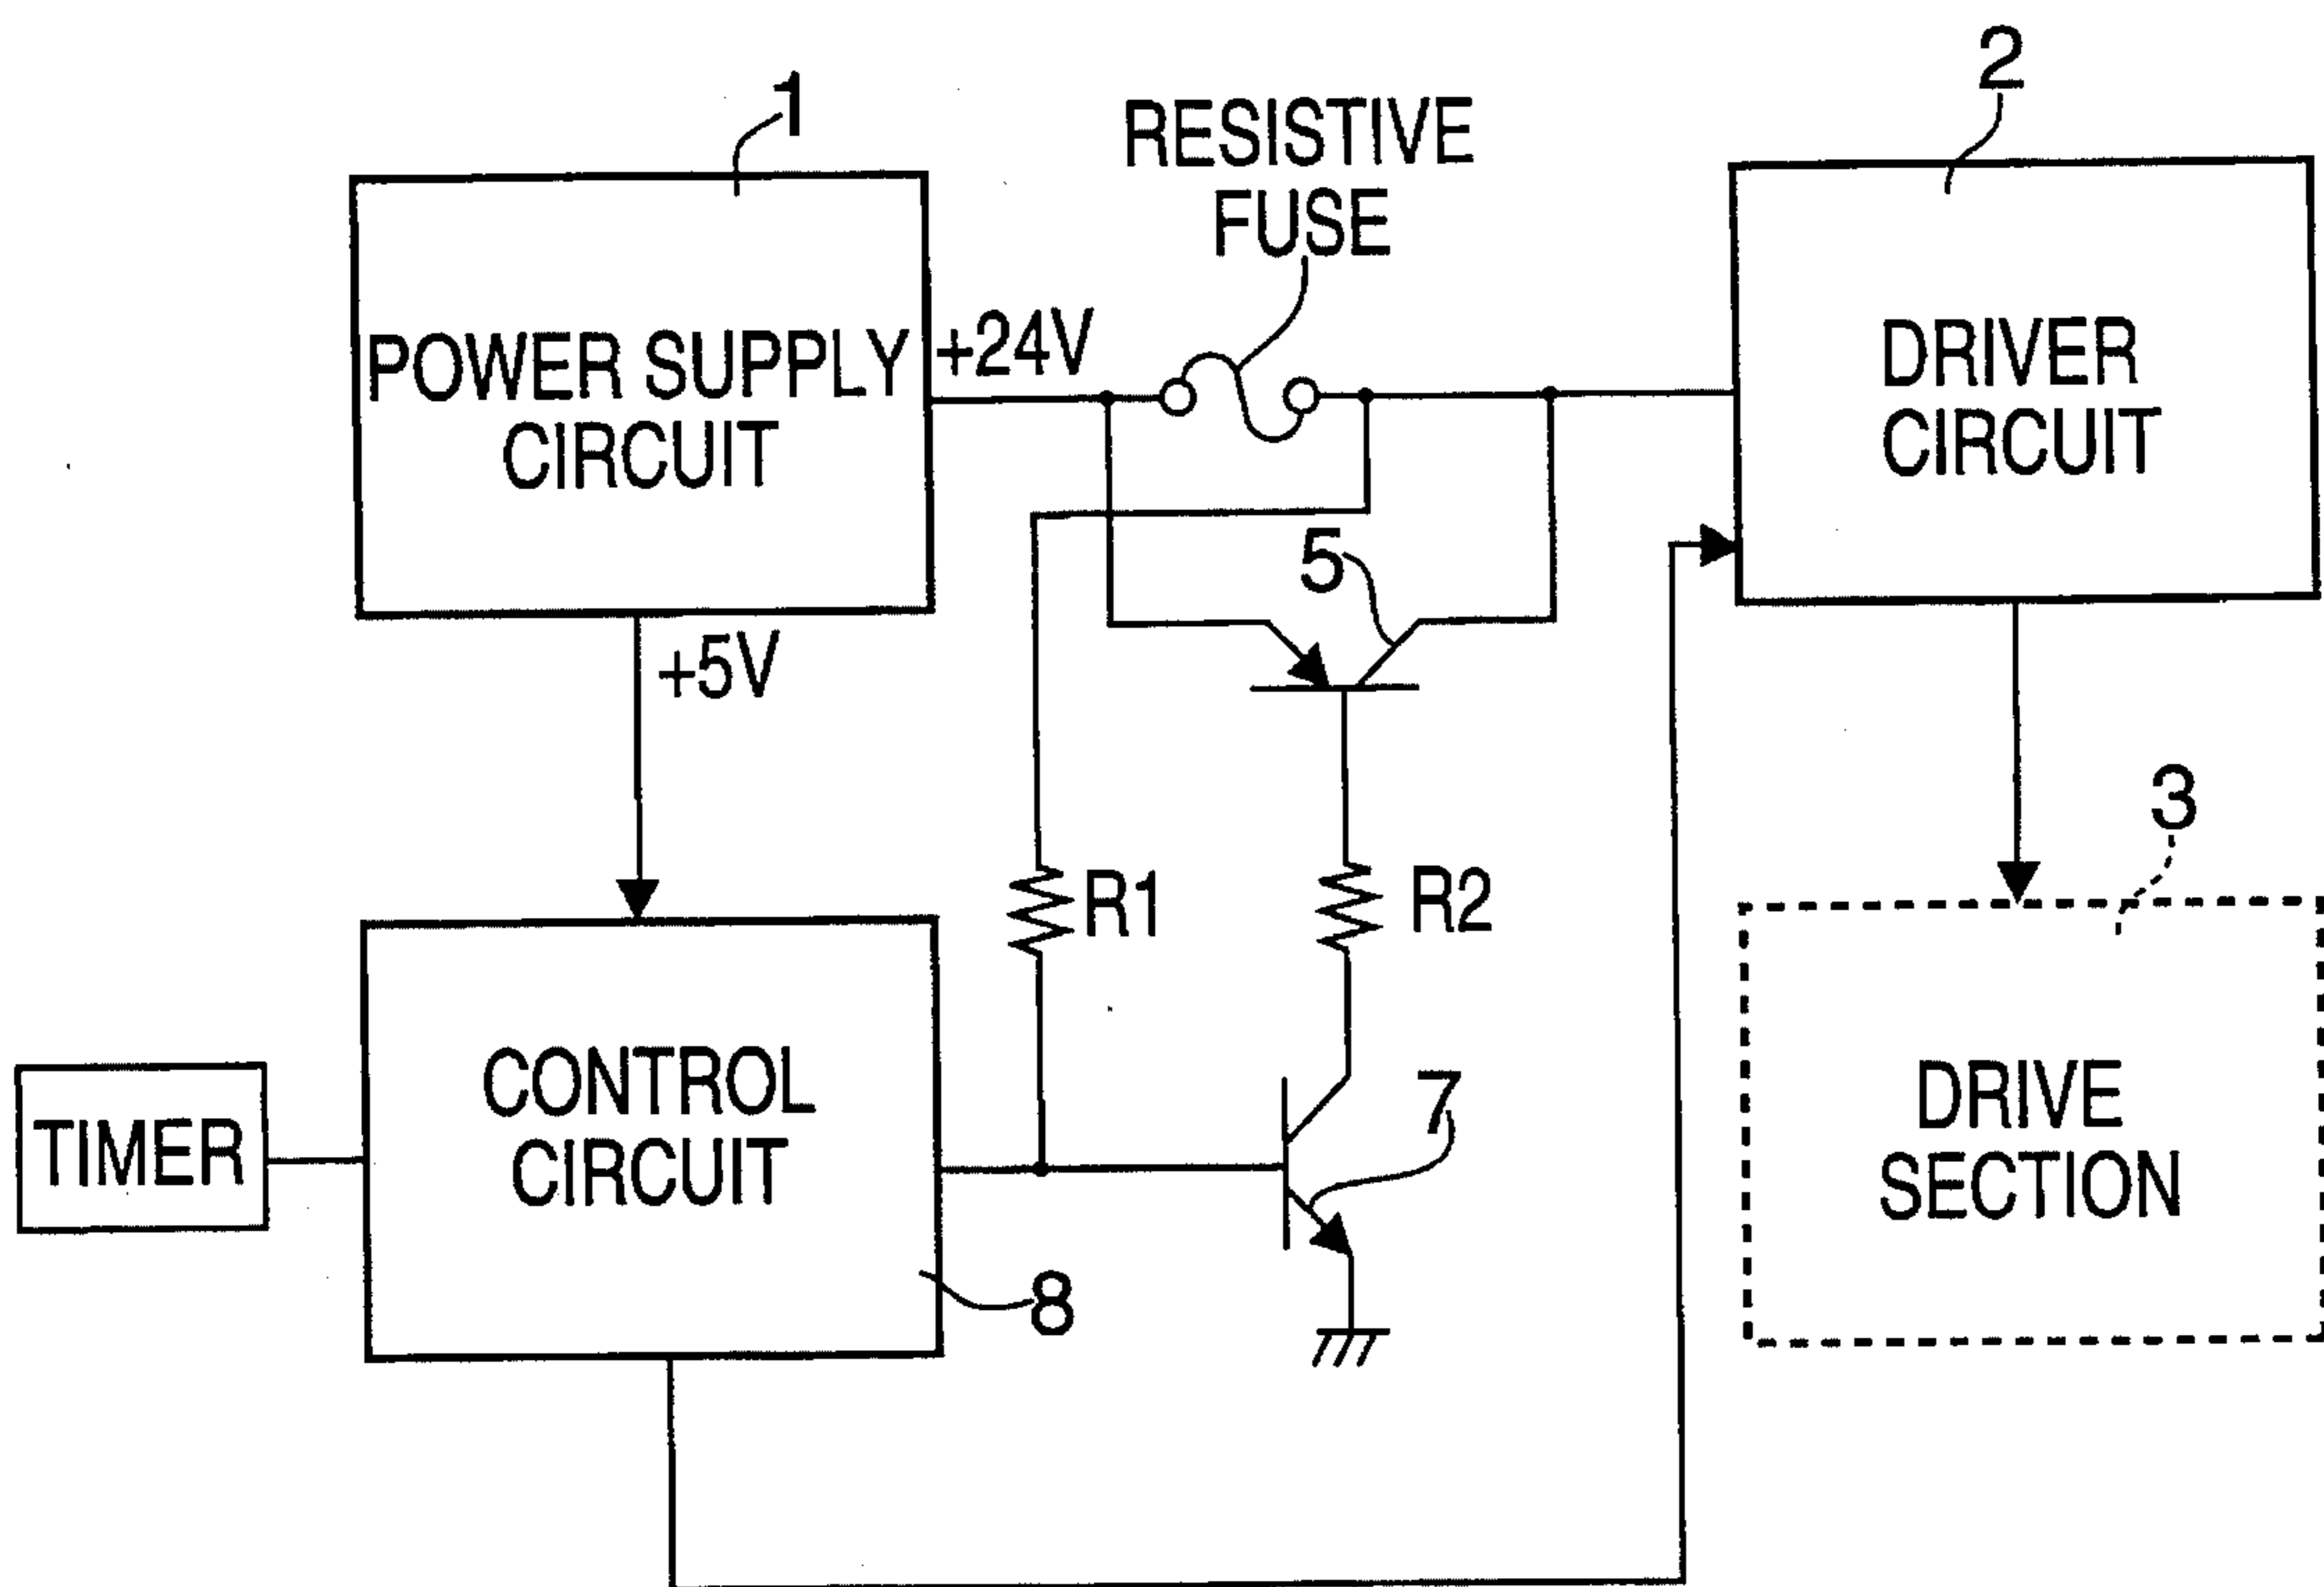 1
2
RESISTIVE
FUSE
POWER SUPPLY
CIRCUIT
+24V
DRIVER
CIRCUIT
5
+5V
3
R1
R2
TIMER
CONTROL
CIRCUIT
7
DRIVE
SECTION
8